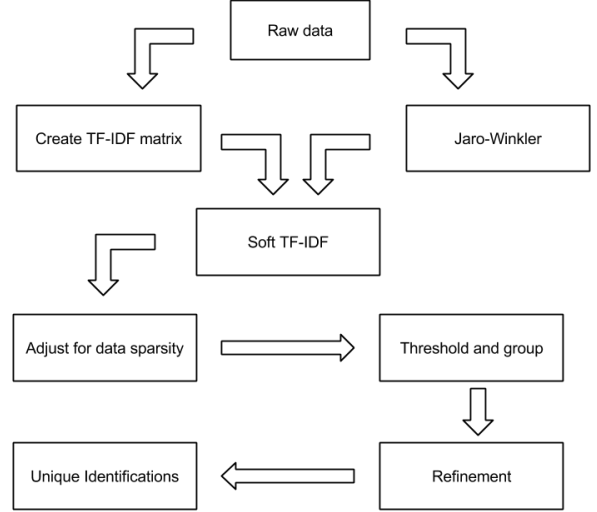 Raw data
Create TF-IDF matrix
Jaro-Winkler
Soft TF-IDF
Adjust for data sparsity
Threshold and group
Unique Identifications
Refinement